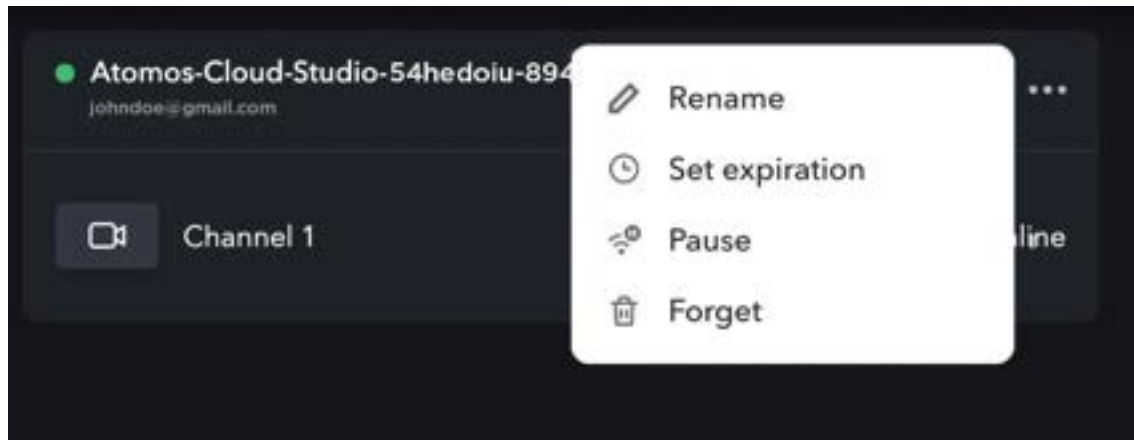 Atomos-Cloud-Studio-54hedoiu-894
johndoe@gmail.com
Rename
Set expiration
Channel 1
Pause
line
Forget